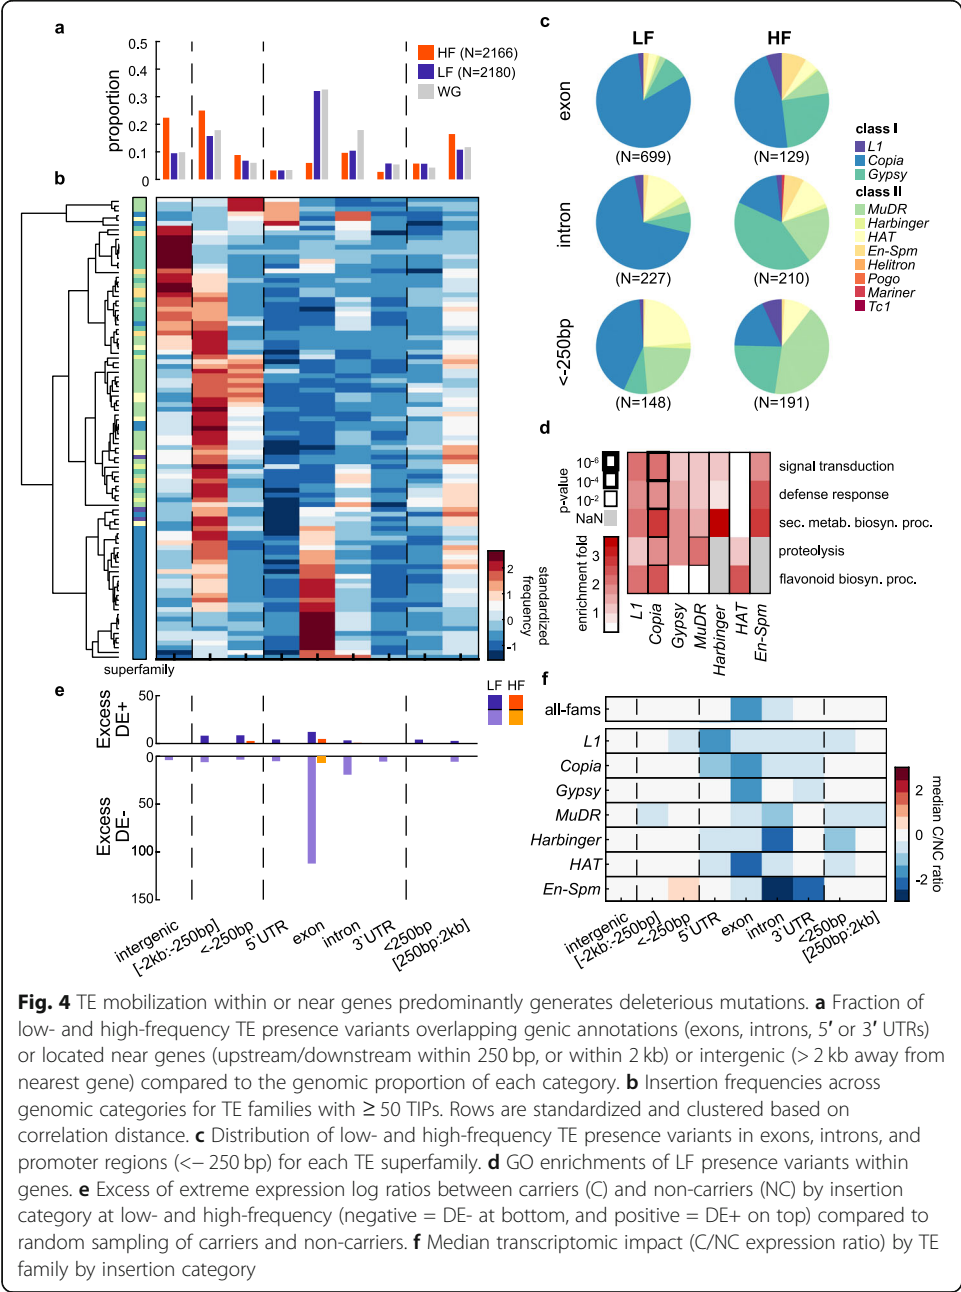 a
0.5
0.4
0.3
0.2
0.1
0
proportion
HF (N=2166)
LF (N=2180)
WG
b
superfamily
2
1
0
-1
standardized
frequency
c
LF
HF
exon
(N=699)
(N=129)
intron
(N=227)
(N=210)
<-250bp
(N=148)
(N=191)
class I
L1
Copia
Gypsy
class II
MuDR
Harbinger
HAT
En-Spm
Helitron
Pogo
Mariner
Tc1
d
p-value
10-6
10-4
10-2
NaN
enrichment fold
3
2
1
signal transduction
defense response
sec. metab. biosyn. proc.
proteolysis
flavonoid biosyn. proc.
L1
Copia
Gypsy
MuDR
Harbinger
HAT
En-Spm
e
Excess
DE+
50
0
LF
HF
Excess
DE-
0
50
100
150
intergenic
[-2kb:-250bp]
<-250bp
5`UTR
exon
intron
3`UTR
<250bp
[250bp:2kb]
f
all-fams
L1
Copia
Gypsy
MuDR
Harbinger
HAT
En-Spm
2
0
-2
median C/NC ratio
intergenic
[-2kb:-250bp]
<-250bp
5`UTR
exon
intron
3`UTR
<250bp
[250bp:2kb]
Fig. 4 TE mobilization within or near genes predominantly generates deleterious mutations. a Fraction of
low- and high-frequency TE presence variants overlapping genic annotations (exons, introns, 5′ or 3′ UTRs)
or located near genes (upstream/downstream within 250 bp, or within 2 kb) or intergenic (> 2 kb away from
nearest gene) compared to the genomic proportion of each category. b Insertion frequencies across
genomic categories for TE families with ≥ 50 TIPs. Rows are standardized and clustered based on
correlation distance. c Distribution of low- and high-frequency TE presence variants in exons, introns, and
promoter regions (<− 250 bp) for each TE superfamily. d GO enrichments of LF presence variants within
genes. e Excess of extreme expression log ratios between carriers (C) and non-carriers (NC) by insertion
category at low- and high-frequency (negative = DE- at bottom, and positive = DE+ on top) compared to
random sampling of carriers and non-carriers. f Median transcriptomic impact (C/NC expression ratio) by TE
family by insertion category